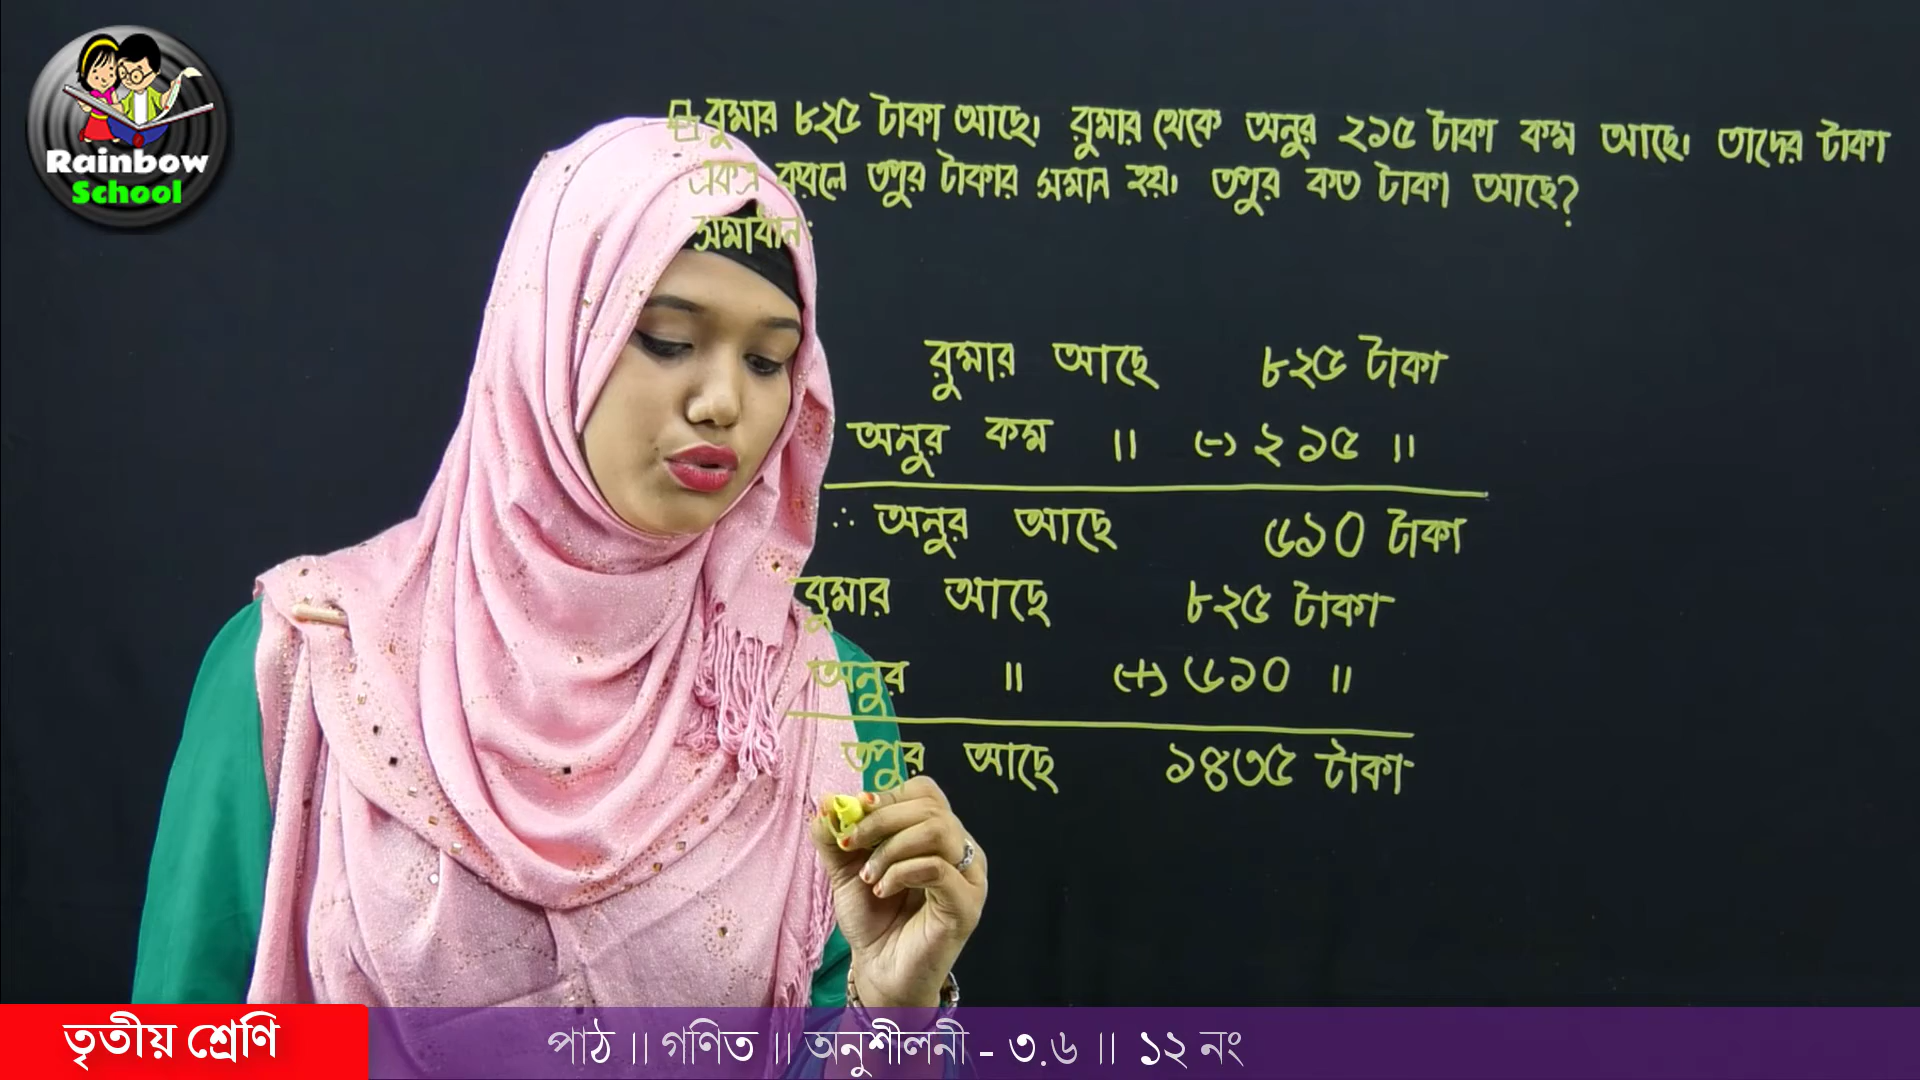 Rainbow
School
রুমার ৮২৫ টাকা আছে। রুমার থেকে অনুর ২১৫ টাকা কম আছে। তাদের টাকা
একত্র করলে তপুর টাকার সমান হয়। তপুর কত টাকা আছে?
সমাধান:
রুমার আছে ৮২৫ টাকা
অনুর কম " (-) ২১৫ "
∴ অনুর আছে ৬১০ টাকা
রুমার আছে ৮২৫ টাকা
অনুর " (+) ৬১০ "
তপুর আছে ১৪৩৫ টাকা
তৃতীয় শ্রেণি
পাঠ ॥ গণিত ॥ অনুশীলনী - ৩.৬ ॥ ১২ নং